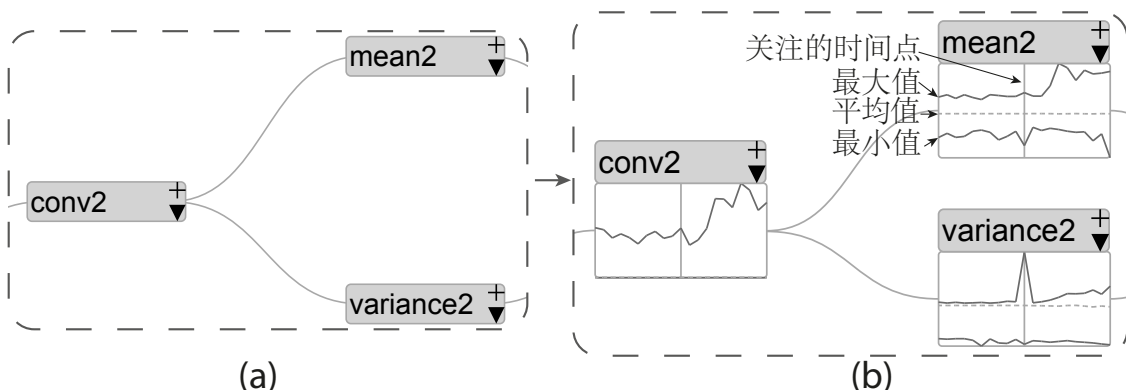 mean2
conv2
variance2
(a)
关注的时间点
最大值
平均值
最小值
mean2
conv2
variance2
(b)